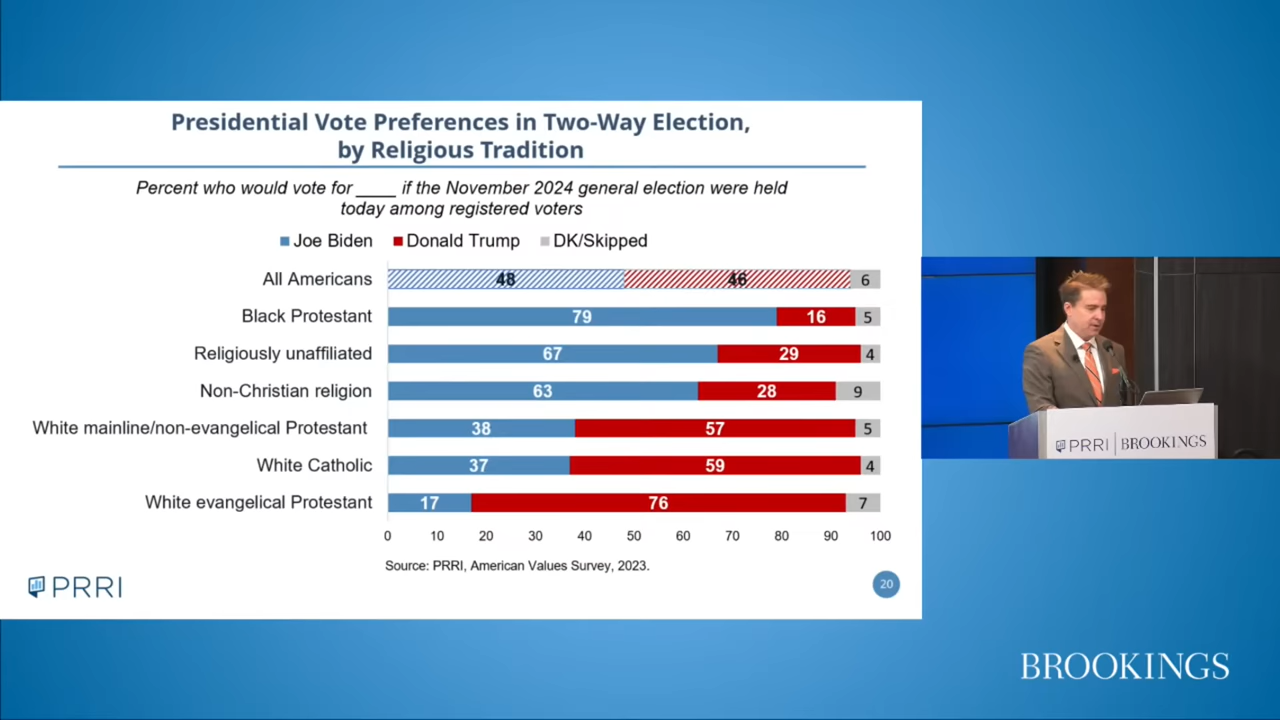 Presidential Vote Preferences in Two-Way Election,
by Religious Tradition
Percent who would vote for ____ if the November 2024 general election were held
today among registered voters
Joe Biden Donald Trump DK/Skipped
All Americans 48 46 6
Black Protestant 79 16 5
Religiously unaffiliated 67 29 4
Non-Christian religion 63 28 9
White mainline/non-evangelical Protestant 38 57 5
White Catholic 37 59 4
White evangelical Protestant 17 76 7
0 10 20 30 40 50 60 70 80 90 100
Source: PRRI, American Values Survey, 2023.
PRRI
20
PRRI BROOKINGS
BROOKINGS